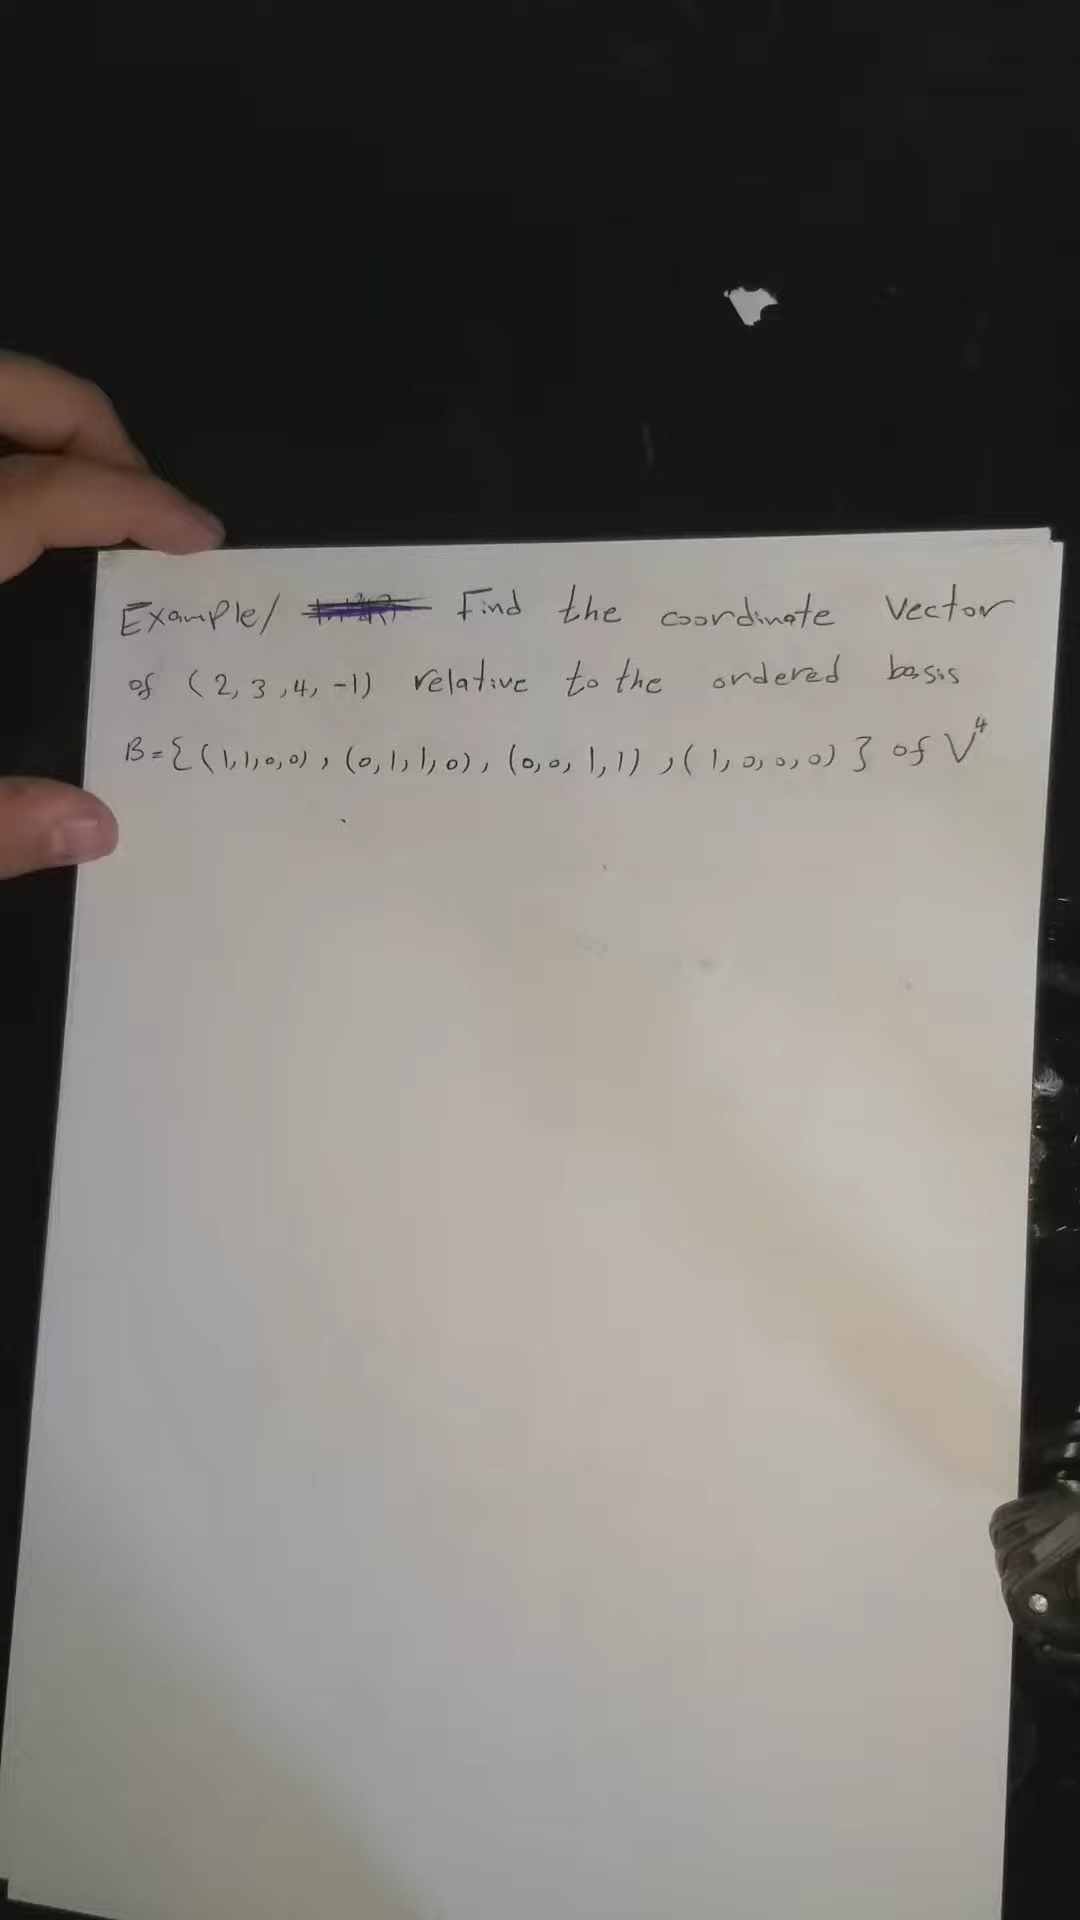 Example/ Find the coordinate Vector
of (2, 3, 4, -1) relative to the ordered basis
B = { (1,1,0,0), (0,1,1,0), (0,0,1,1), (1,0,0,0) } of V⁴